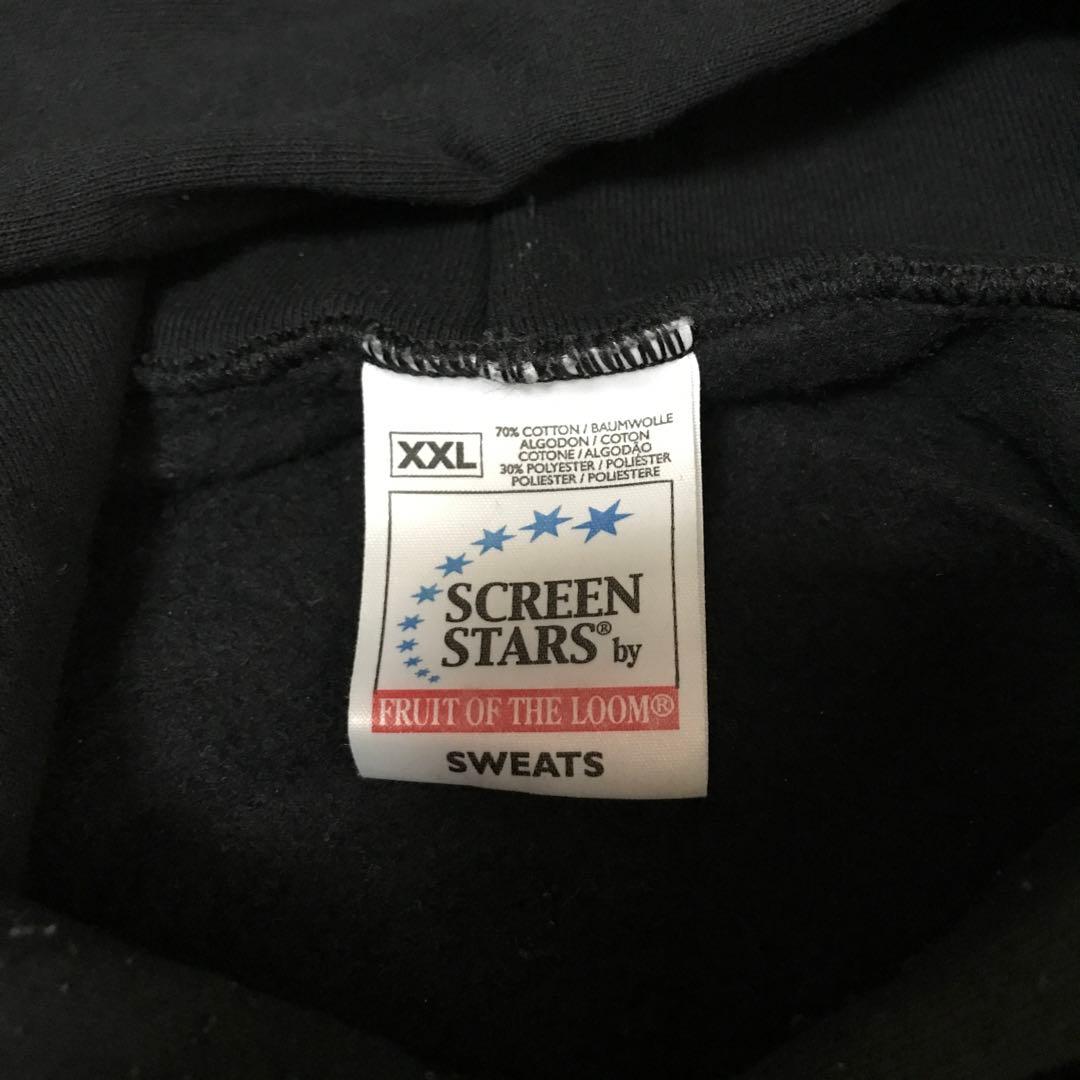 XXL
70% COTTON / BAUMWOLLE
ALGODON / COTON
COTONE / ALGODÃO
30% POLYESTER / POLIÉSTER
POLIESTER / POLIESTERE
SCREEN
STARS® by
FRUIT OF THE LOOM®
SWEATS